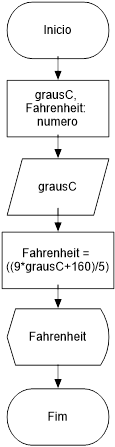 Inicio
grausC,
Fahrenheit:
numero
grausC
Fahrenheit =
((9*grausC+160)/5)
Fahrenheit
Fim